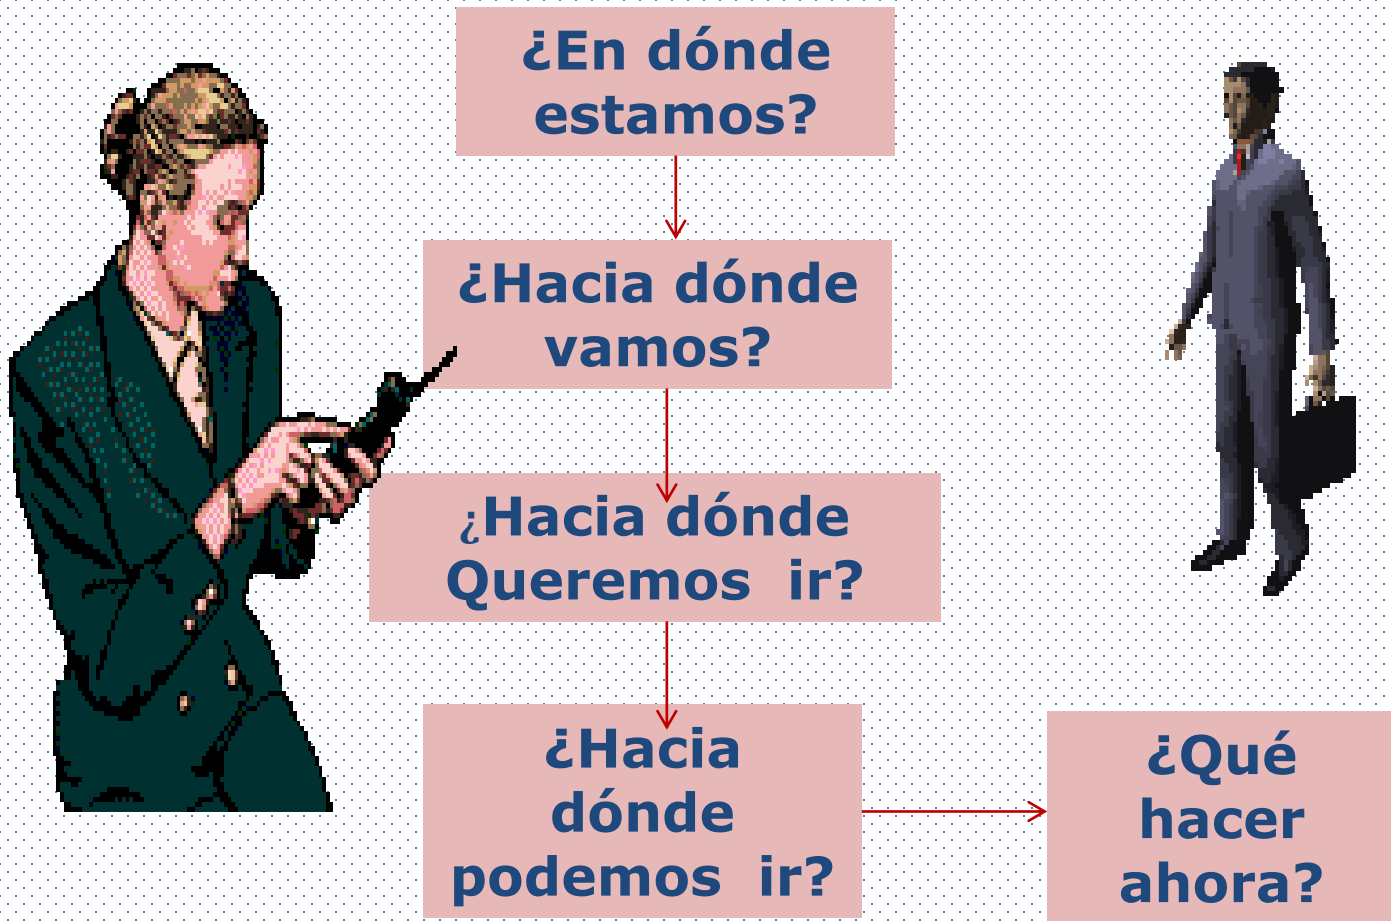 ¿En dónde
estamos?
¿Hacia dónde
vamos?
¿Hacia dónde
Queremos  ir?
¿Hacia
dónde
podemos  ir?
¿Qué
hacer
ahora?